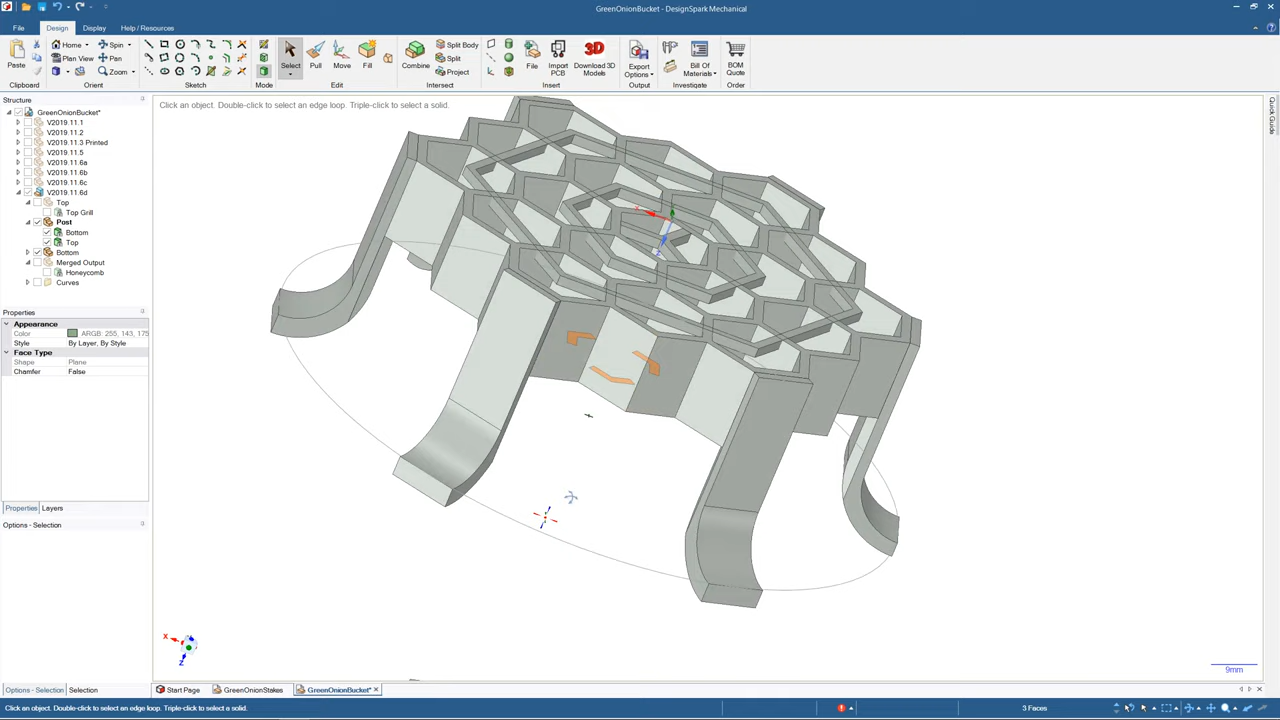 GreenOnionBucket - DesignSpark Mechanical
File Design Display Help / Resources
Paste Home Plan View Spin Pan Zoom Select Pull Move Fill Combine Split Body Split Project File Import PCB 3D Download 3D Models Export Options Bill Of Materials BOM Quote
Clipboard Orient Sketch Mode Edit Intersect Insert Output Investigate Order
Structure
Click an object. Double-click to select an edge loop. Triple-click to select a solid.
Quick Guide
GreenOnionBucket*
V2019.11.1
V2019.11.2
V2019.11.3 Printed
V2019.11.5
V2019.11.6a
V2019.11.6b
V2019.11.6c
V2019.11.6d
Top
Top Grill
Post
Bottom
Top
Bottom
Merged Output
Honeycomb
Curves
Properties
Appearance
Color ARGB: 255, 143, 175
Style By Layer, By Style
Face Type
Shape Plane
Chamfer False
Properties Layers
Options - Selection
X
Z
9mm
Options - Selection Selection Start Page GreenOnionStakes GreenOnionBucket*
Click an object. Double-click to select an edge loop. Triple-click to select a solid. 3 Faces